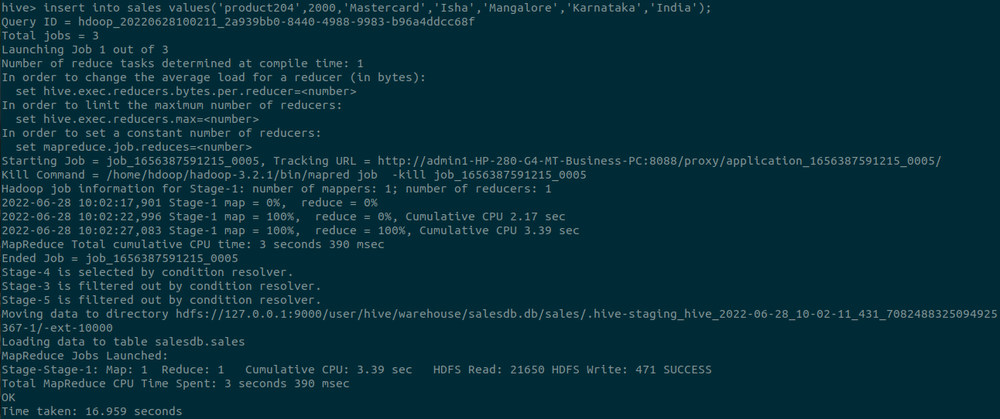 hive> insert into sales values('product204',2000,'Mastercard','Isha','Mangalore','Karnataka','India');
Query ID = hdoop_20220628100211_2a939bb0-8440-4988-9983-b96a4ddcc68f
Total jobs = 3
Launching Job 1 out of 3
Number of reduce tasks determined at compile time: 1
In order to change the average load for a reducer (in bytes):
  set hive.exec.reducers.bytes.per.reducer=<number>
In order to limit the maximum number of reducers:
  set hive.exec.reducers.max=<number>
In order to set a constant number of reducers:
  set mapreduce.job.reduces=<number>
Starting Job = job_1656387591215_0005, Tracking URL = http://admin1-HP-280-G4-MT-Business-PC:8088/proxy/application_1656387591215_0005/
Kill Command = /home/hdoop/hadoop-3.2.1/bin/mapred job  -kill job_1656387591215_0005
Hadoop job information for Stage-1: number of mappers: 1; number of reducers: 1
2022-06-28 10:02:17,901 Stage-1 map = 0%,  reduce = 0%
2022-06-28 10:02:22,996 Stage-1 map = 100%,  reduce = 0%, Cumulative CPU 2.17 sec
2022-06-28 10:02:27,083 Stage-1 map = 100%,  reduce = 100%, Cumulative CPU 3.39 sec
MapReduce Total cumulative CPU time: 3 seconds 390 msec
Ended Job = job_1656387591215_0005
Stage-4 is selected by condition resolver.
Stage-3 is filtered out by condition resolver.
Stage-5 is filtered out by condition resolver.
Moving data to directory hdfs://127.0.0.1:9000/user/hive/warehouse/salesdb.db/sales/.hive-staging_hive_2022-06-28_10-02-11_431_7082488325094925
367-1/-ext-10000
Loading data to table salesdb.sales
MapReduce Jobs Launched:
Stage-Stage-1: Map: 1  Reduce: 1   Cumulative CPU: 3.39 sec   HDFS Read: 21650 HDFS Write: 471 SUCCESS
Total MapReduce CPU Time Spent: 3 seconds 390 msec
OK
Time taken: 16.959 seconds